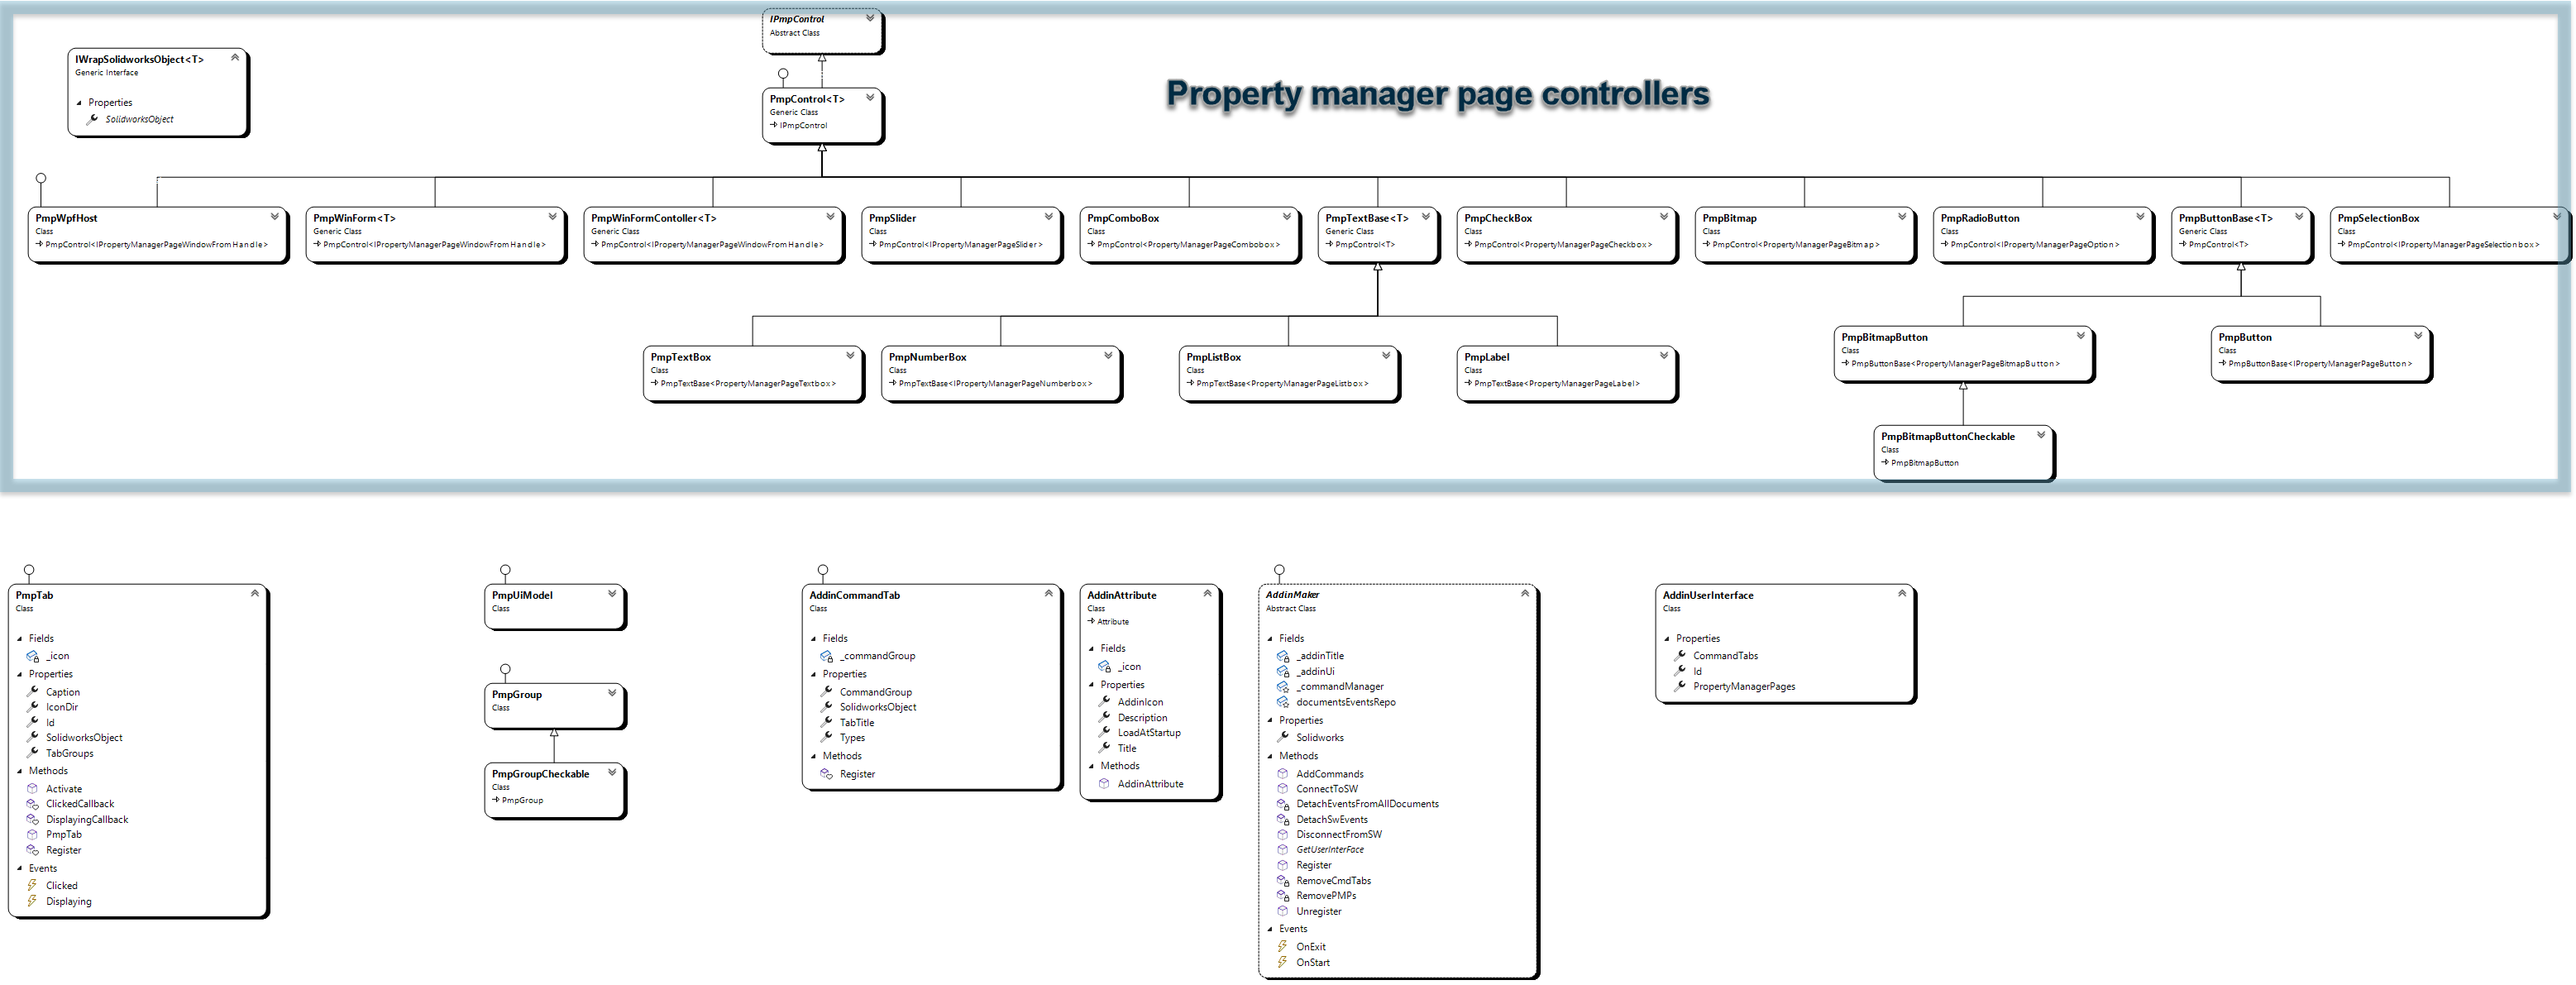 IPmpControl
Abstract Class
IWrapSolidworksObject<T>
Generic Interface
Properties
SolidworksObject
PmpControl<T>
Generic Class
IPmpControl
Property manager page controllers
PmpWpfHost
Class
PmpControl<IPropertyManagerPageWindowFromHandle>
PmpWinForm<T>
Generic Class
PmpControl<IPropertyManagerPageWindowFromHandle>
PmpWinFormContoller<T>
Generic Class
PmpControl<IPropertyManagerPageWindowFromHandle>
PmpSlider
Class
PmpControl<IPropertyManagerPageSlider>
PmpComboBox
Class
PmpControl<PropertyManagerPageCombobox>
PmpTextBase<T>
Generic Class
PmpControl<T>
PmpCheckBox
Class
PmpControl<PropertyManagerPageCheckbox>
PmpBitmap
Class
PmpControl<PropertyManagerPageBitmap>
PmpRadioButton
Class
PmpControl<IPropertyManagerPageOption>
PmpButtonBase<T>
Generic Class
PmpControl<T>
PmpSelectionBox
Class
PmpControl<IPropertyManagerPageSelectionbox>
PmpTextBox
Class
PmpTextBase<PropertyManagerPageTextbox>
PmpNumberBox
Class
PmpTextBase<IPropertyManagerPageNumberbox>
PmpListBox
Class
PmpTextBase<PropertyManagerPageListbox>
PmpLabel
Class
PmpTextBase<PropertyManagerPageLabel>
PmpBitmapButton
Class
PmpButtonBase<PropertyManagerPageBitmapButton>
PmpButton
Class
PmpButtonBase<IPropertyManagerPageButton>
PmpBitmapButtonCheckable
Class
PmpBitmapButton
PmpTab
Class
Fields
_icon
Properties
Caption
IconDir
Id
SolidworksObject
TabGroups
Methods
Activate
ClickedCallback
DisplayingCallback
PmpTab
Register
Events
Clicked
Displaying
PmpUiModel
Class
PmpGroup
Class
PmpGroupCheckable
Class
PmpGroup
AddinCommandTab
Class
Fields
_commandGroup
Properties
CommandGroup
SolidworksObject
TabTitle
Types
Methods
Register
AddinAttribute
Class
Attribute
Fields
_icon
Properties
AddinIcon
Description
LoadAtStartup
Title
Methods
AddinAttribute
AddinMaker
Abstract Class
Fields
_addinTitle
_addinUi
_commandManager
documentsEventsRepo
Properties
Solidworks
Methods
AddCommands
ConnectToSW
DetachEventsFromAllDocuments
DetachSwEvents
DisconnectFromSW
GetUserInterFace
Register
RemoveCmdTabs
RemovePMPs
Unregister
Events
OnExit
OnStart
AddinUserInterface
Class
Properties
CommandTabs
Id
PropertyManagerPages